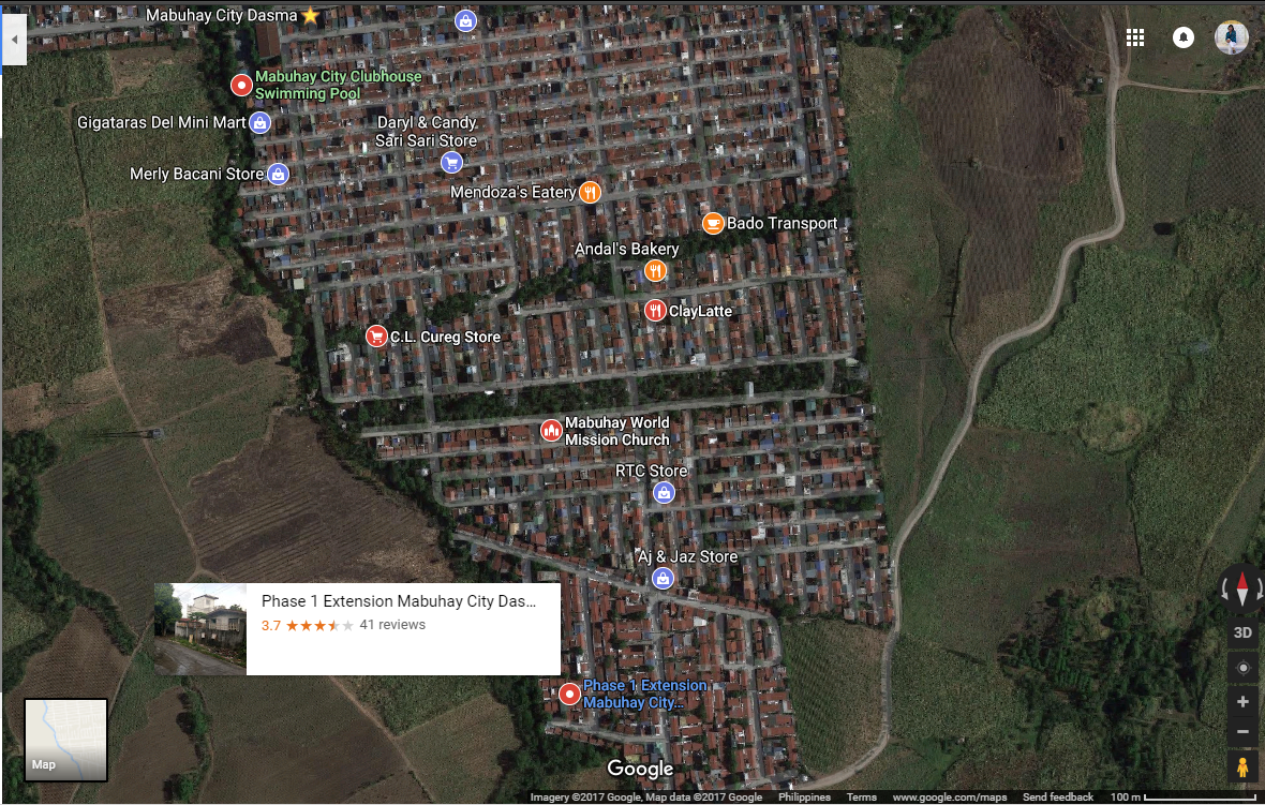 Mabuhay City Dasma
Mabuhay City Clubhouse
Swimming Pool
Gigataras Del Mini Mart
Daryl & Candy
Sari Sari Store
Merly Bacani Store
Mendoza's Eatery
Bado Transport
Andal's Bakery
ClayLatte
C.L. Cureg Store
Mabuhay World
Mission Church
RTC Store
Aj & Jaz Store
Phase 1 Extension Mabuhay City Das...
3.7 41 reviews
3D
Phase 1 Extension
Mabuhay City...
Map
Google
Imagery ©2017 Google, Map data ©2017 Google Philippines Terms www.google.com/maps Send feedback 100 m